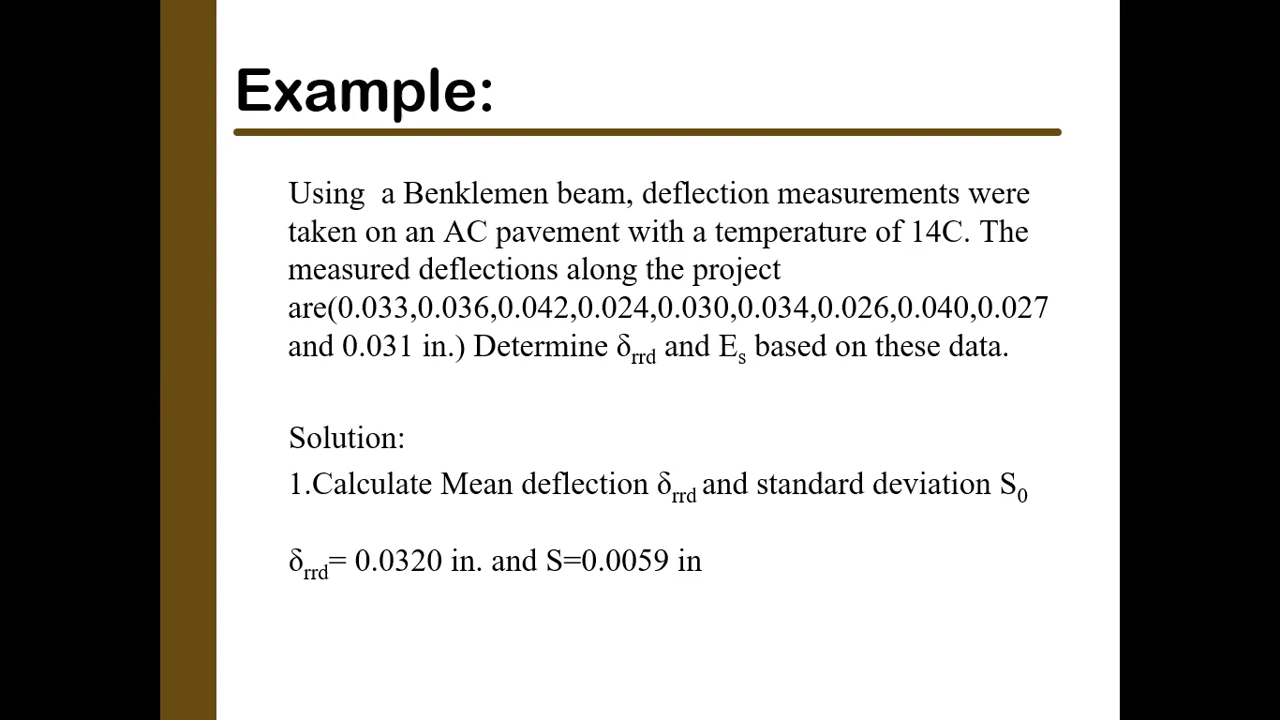 Example:
Using  a Benklemen beam, deflection measurements were
taken on an AC pavement with a temperature of 14C. The
measured deflections along the project
are(0.033,0.036,0.042,0.024,0.030,0.034,0.026,0.040,0.027
and 0.031 in.) Determine δrrd and Es based on these data.
Solution:
1.Calculate Mean deflection δrrd and standard deviation S0
δrrd= 0.0320 in. and S=0.0059 in